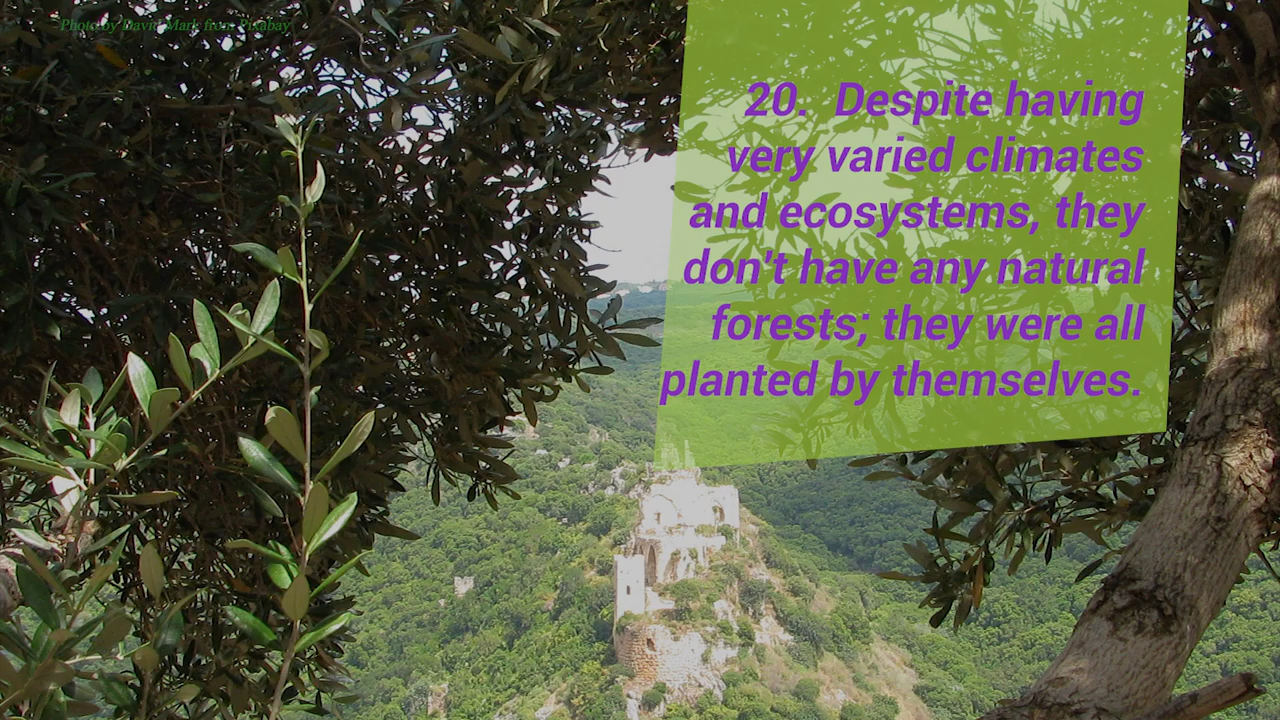 Photo by David Mark from Pixabay
20. Despite having
very varied climates
and ecosystems, they
don't have any natural
forests; they were all
planted by themselves.